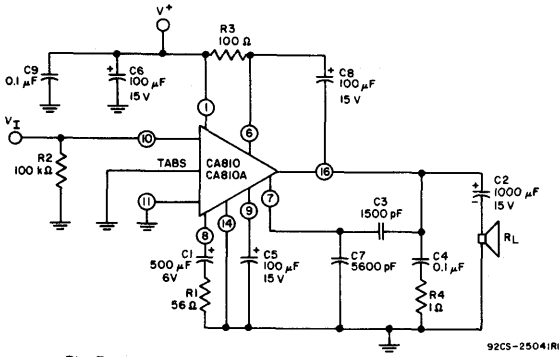 V+
R3
100 Ω
C9
0.1 µF
+
C6
100 µF
15 V
+
C8
100 µF
15 V
1
6
VI
10
R2
100 kΩ
TABS
CA810
CA810A
16
11
7
8
14
9
C1
+
500 µF
6V
R1
56 Ω
+
C5
100 µF
15 V
C3
1500 pF
C7
5600 pF
C4
0.1 µF
R4
1Ω
+
C2
1000 µF
15 V
–
RL
92CS-25041R1